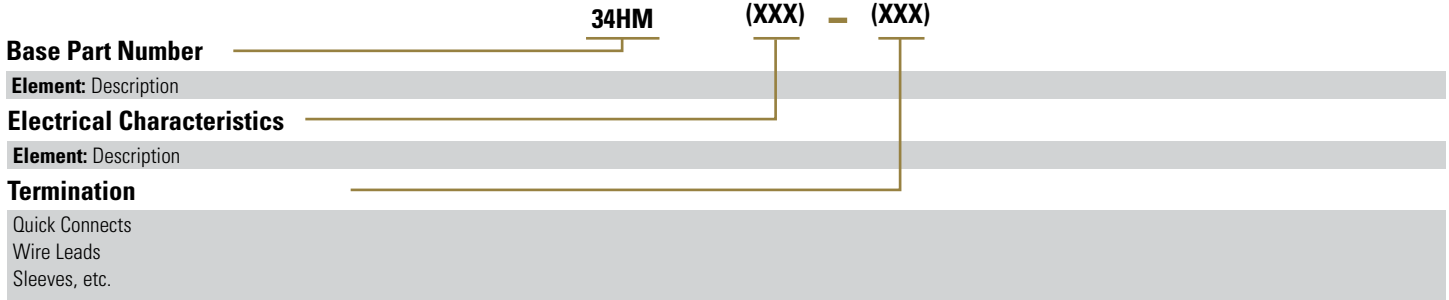 34HM (XXX) – (XXX)
Base Part Number
Element: Description
Electrical Characteristics
Element: Description
Termination
Quick Connects
Wire Leads
Sleeves, etc.